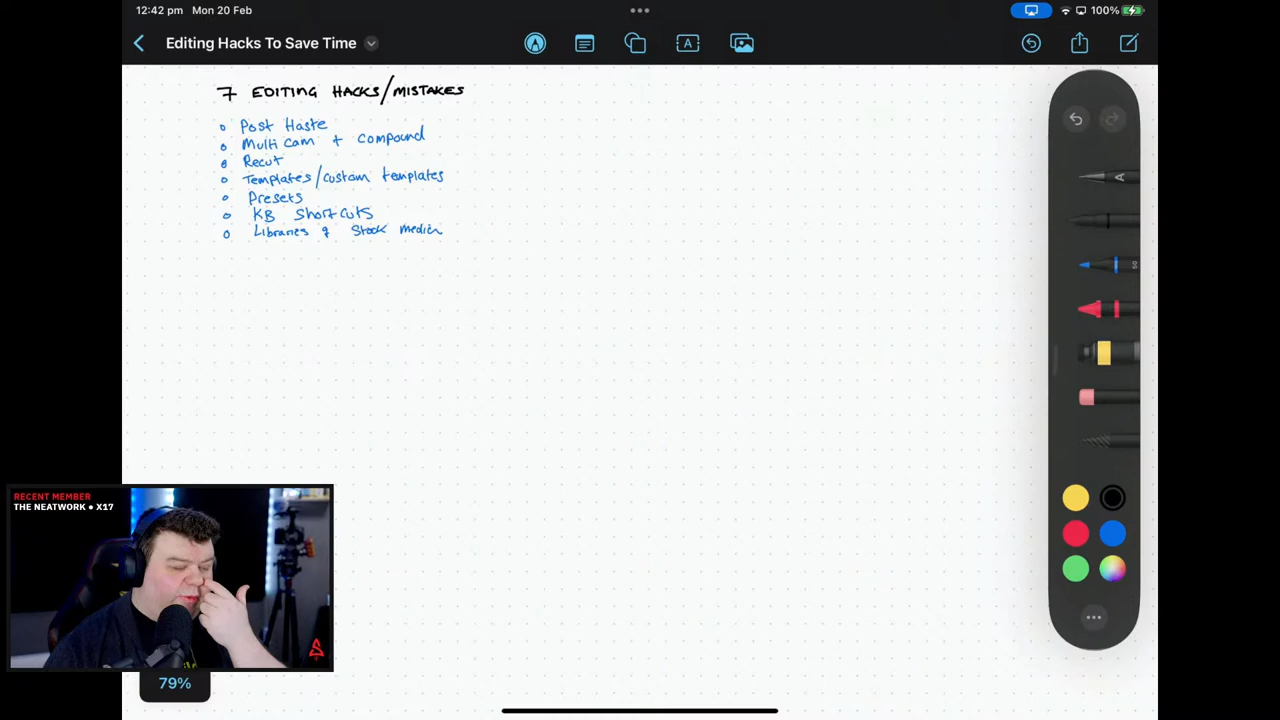 12:42 pm Mon 20 Feb
100%
Editing Hacks To Save Time
A
7 EDITING HACKS/MISTAKES
Post Haste
Multi cam + compound
Recut
Templates/custom templates
Presets
KB Shortcuts
Libraries & Stock media
A
50
RECENT MEMBER
THE NEATWORK • X17
79%